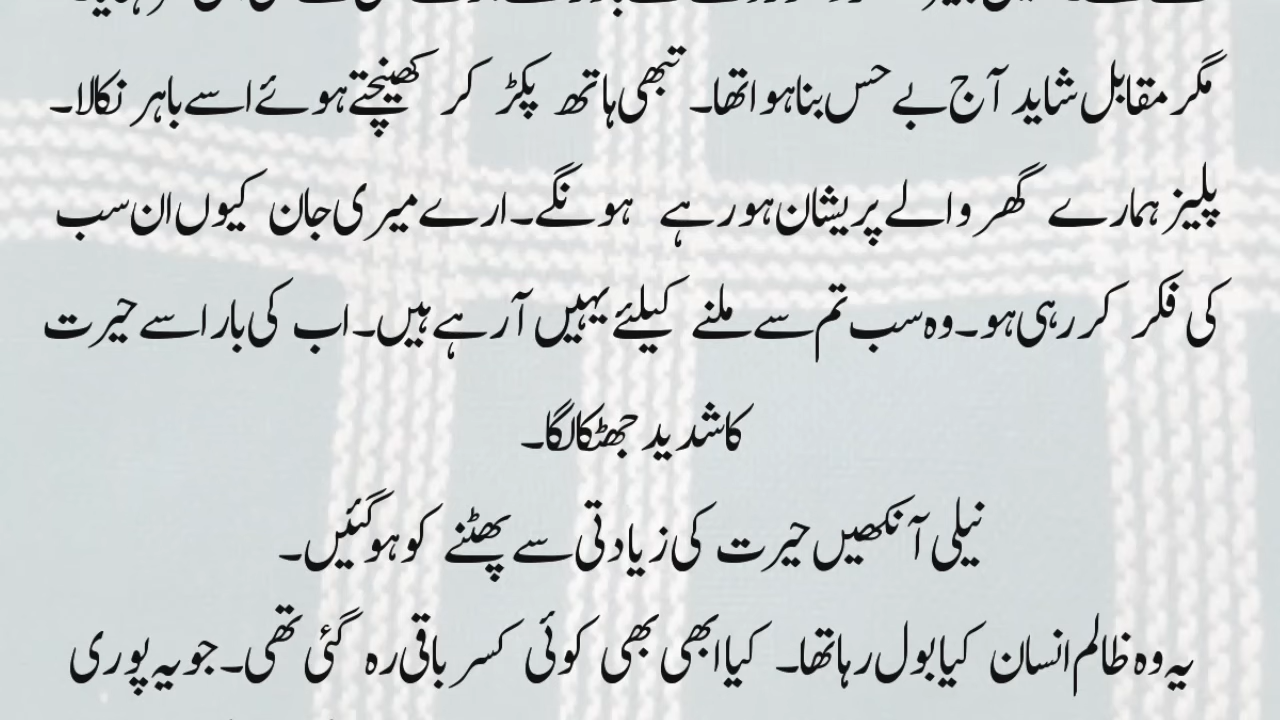 مگر مقابل شاید آج بے حس بنا ہوا تھا۔ تبھی ہاتھ پکڑ کر کھینچتے ہوئے اسے باہر نکالا۔
پلیز ہمارے گھر والے پریشان ہورہے ہونگے۔ ارے میری جان کیوں ان سب
کی فکر کر رہی ہو۔ وہ سب تم سے ملنے کیلئے یہیں آرہے ہیں۔ اب کی بار اسے حیرت
کا شدید جھٹکا لگا۔
نیلی آنکھیں حیرت کی زیادتی سے پھٹنے کو ہوگئیں۔
یہ وہ ظالم انسان کیا بول رہا تھا۔ کیا ابھی بھی کوئی کسر باقی رہ گئی تھی۔ جو یہ پوری